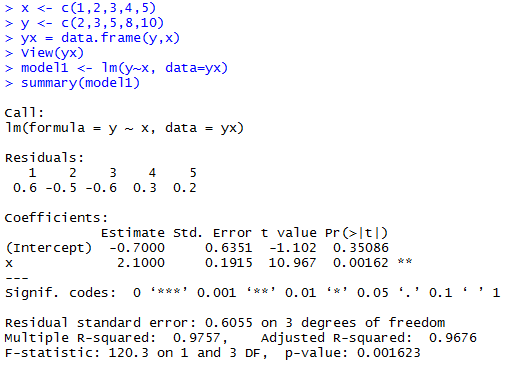 > x <- c(1,2,3,4,5)
> y <- c(2,3,5,8,10)
> yx = data.frame(y,x)
> View(yx)
> model1 <- lm(y~x, data=yx)
> summary(model1)
Call:
lm(formula = y ~ x, data = yx)
Residuals:
   1    2    3    4    5
 0.6 -0.5 -0.6  0.3  0.2
Coefficients:
            Estimate Std. Error t value Pr(>|t|)
(Intercept)  -0.7000     0.6351  -1.102  0.35086
x             2.1000     0.1915  10.967  0.00162 **
---
Signif. codes:  0 ‘***’ 0.001 ‘**’ 0.01 ‘*’ 0.05 ‘.’ 0.1 ‘ ’ 1
Residual standard error: 0.6055 on 3 degrees of freedom
Multiple R-squared:  0.9757,    Adjusted R-squared:  0.9676
F-statistic: 120.3 on 1 and 3 DF,  p-value: 0.001623